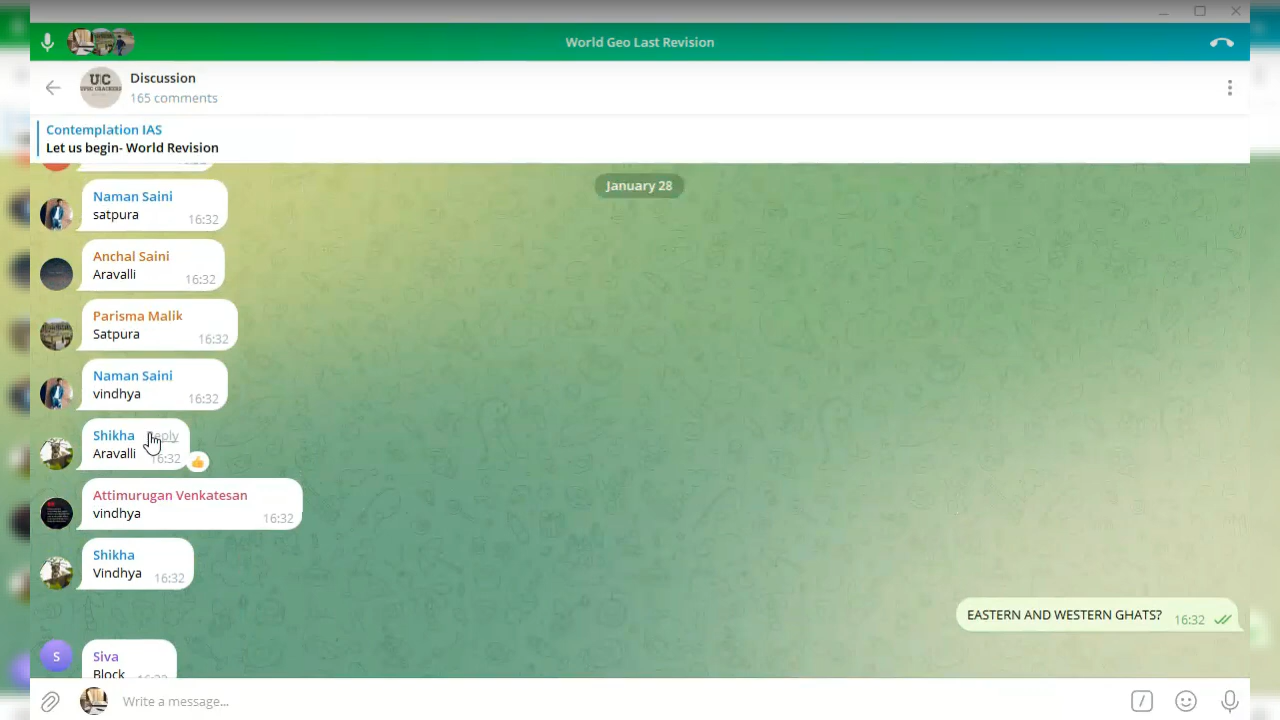 World Geo Last Revision
UC
UPSC CRACKERS
Discussion
165 comments
Contemplation IAS
Let us begin- World Revision
January 28
Naman Saini
satpura 16:32
Anchal Saini
Aravalli 16:32
Parisma Malik
Satpura 16:32
Naman Saini
vindhya 16:32
Shikha
Aravalli 16:32
Attimurugan Venkatesan
vindhya 16:32
Shikha
Vindhya 16:32
EASTERN AND WESTERN GHATS? 16:32
S
Siva
Block
Write a message...